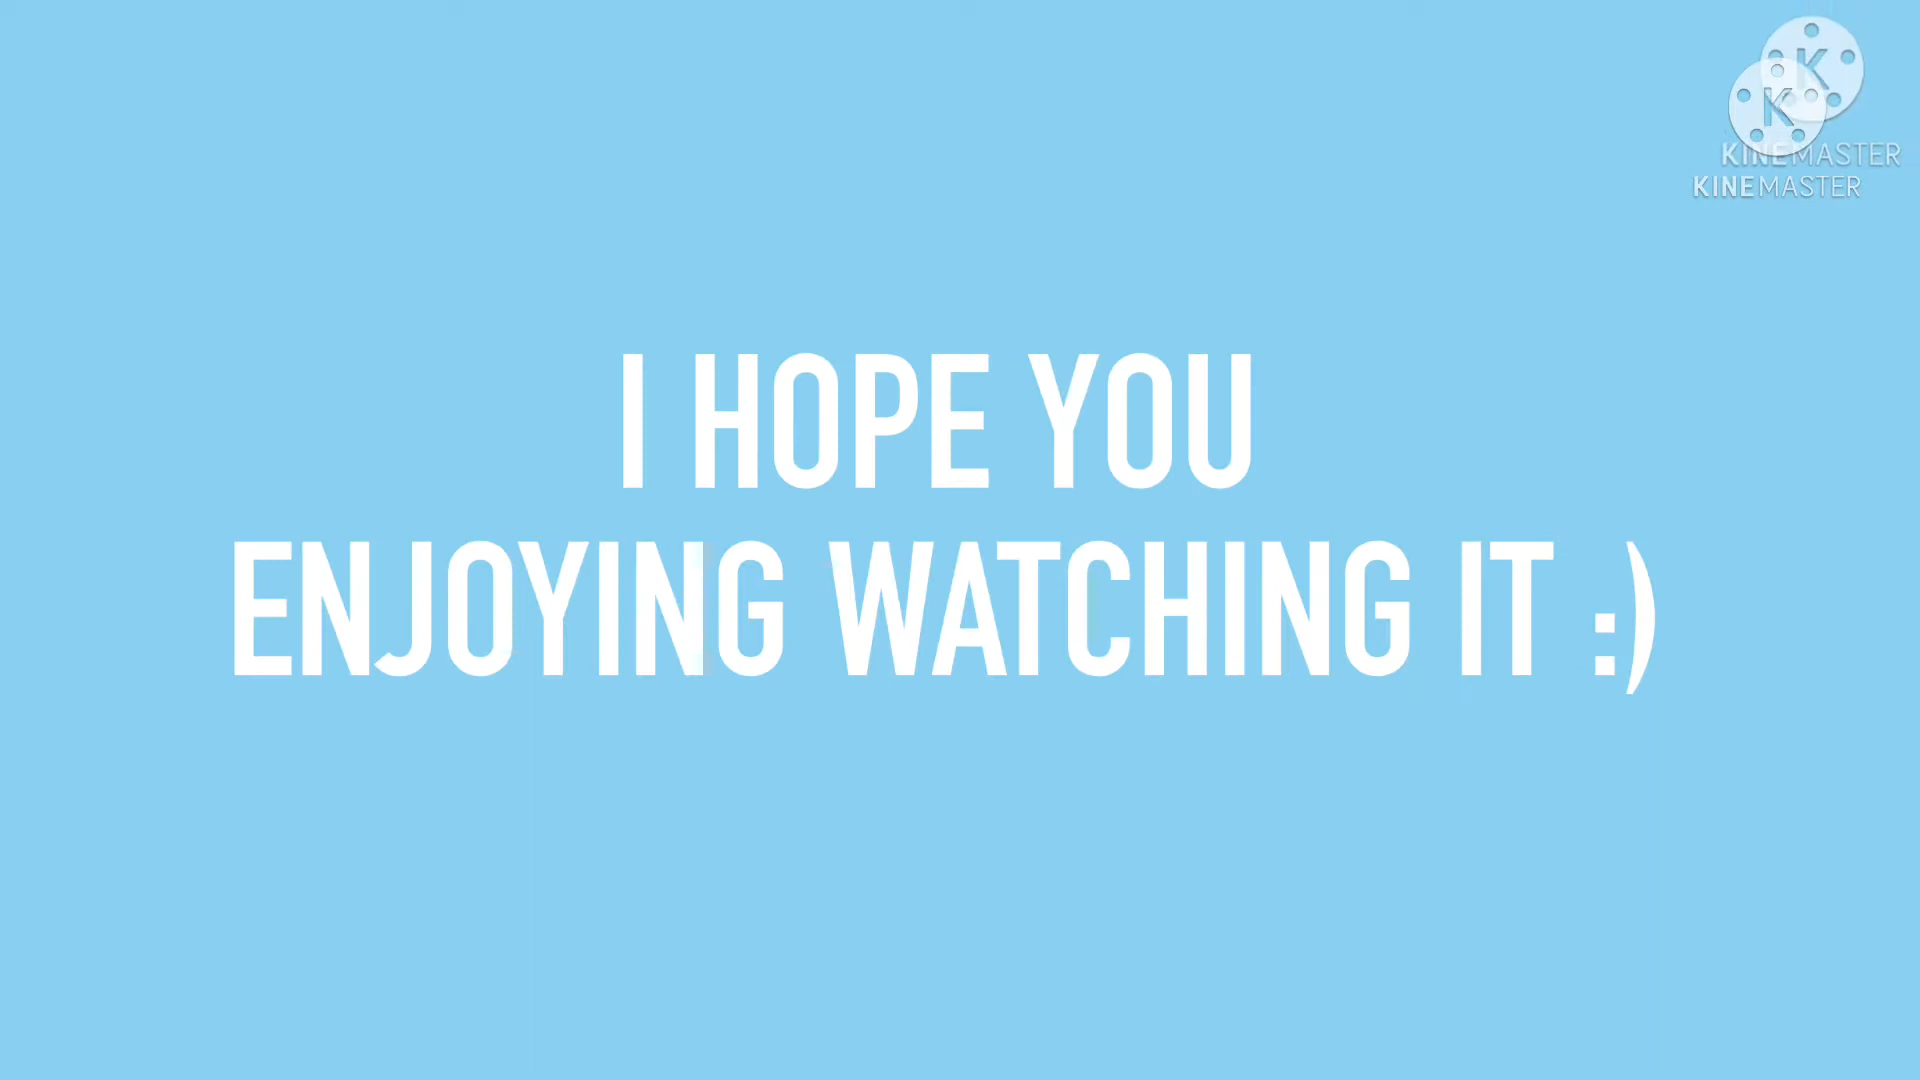 K
K
KINEMASTER
KINEMASTER
I HOPE YOU
ENJOYING WATCHING IT :)